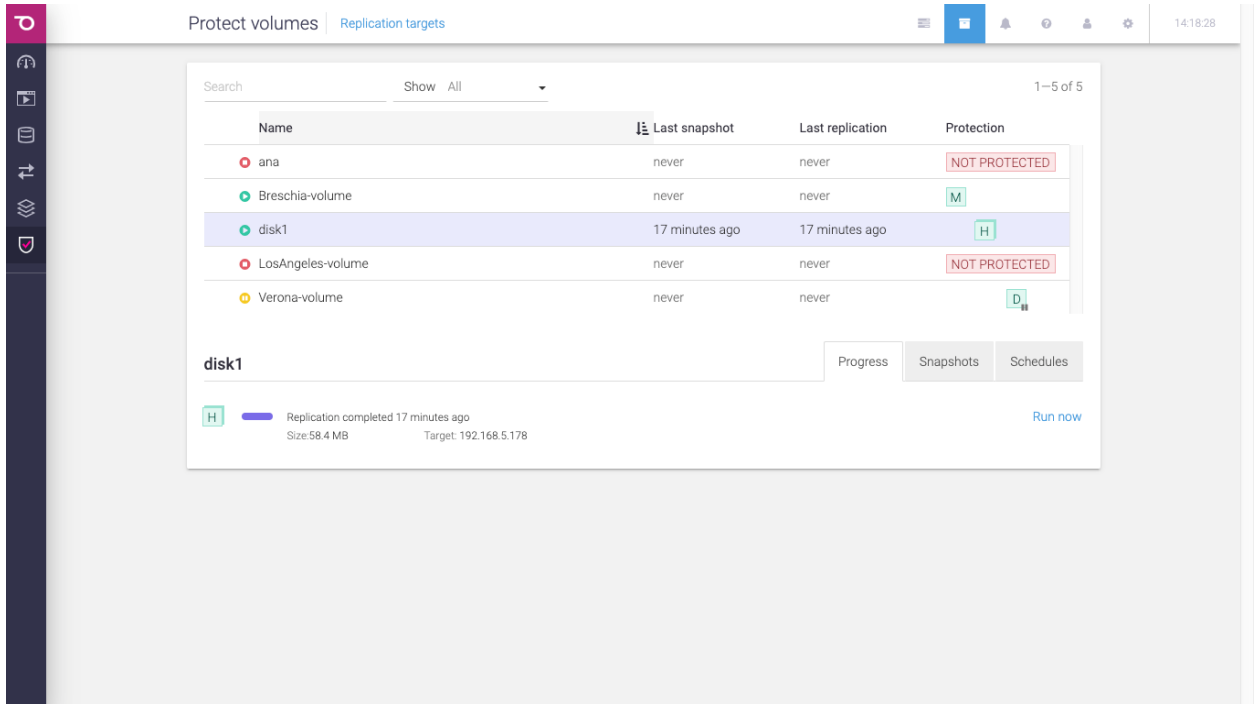 Protect volumes Replication targets 14:18:28
Search Show All 1—5 of 5
Name Last snapshot Last replication Protection
ana never never NOT PROTECTED
Breschia-volume never never M
disk1 17 minutes ago 17 minutes ago H
LosAngeles-volume never never NOT PROTECTED
Verona-volume never never D
disk1 Progress Snapshots Schedules
H Replication completed 17 minutes ago Run now
Size:58.4 MB Target: 192.168.5.178